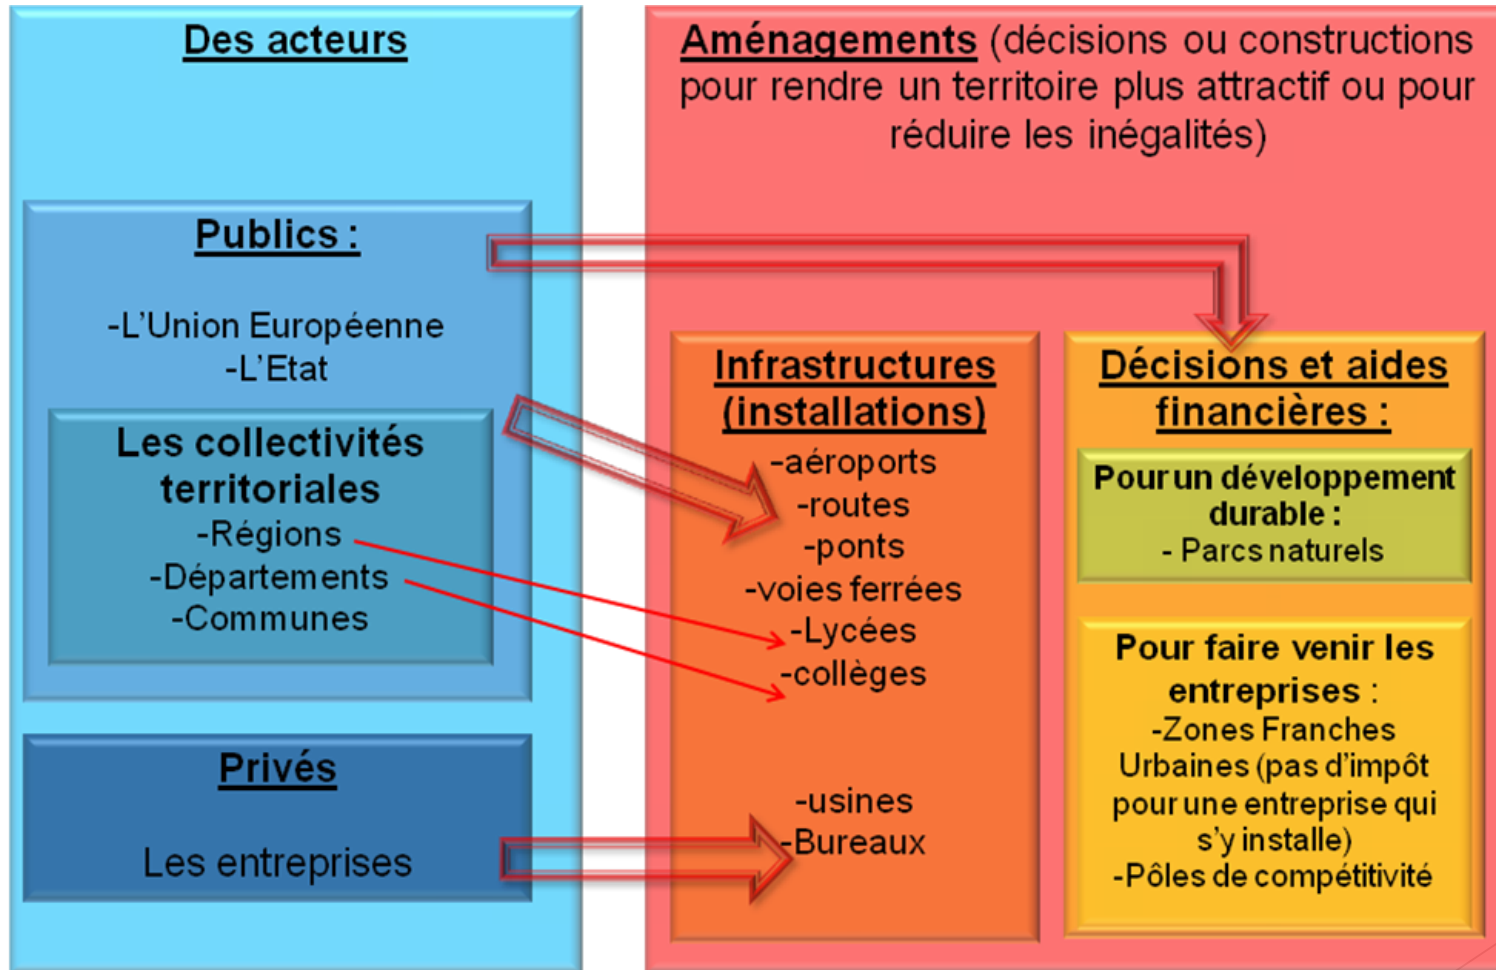 Des acteurs
Publics :
-L'Union Européenne
-L'Etat
Les collectivités
territoriales
-Régions
-Départements
-Communes
Privés
Les entreprises
Aménagements (décisions ou constructions
pour rendre un territoire plus attractif ou pour
réduire les inégalités)
Infrastructures
(installations)
-aéroports
-routes
-ponts
-voies ferrées
-Lycées
-collèges
-usines
-Bureaux
Décisions et aides
financières :
Pour un développement
durable :
- Parcs naturels
Pour faire venir les
entreprises :
-Zones Franches
Urbaines (pas d'impôt
pour une entreprise qui
s'y installe)
-Pôles de compétitivité